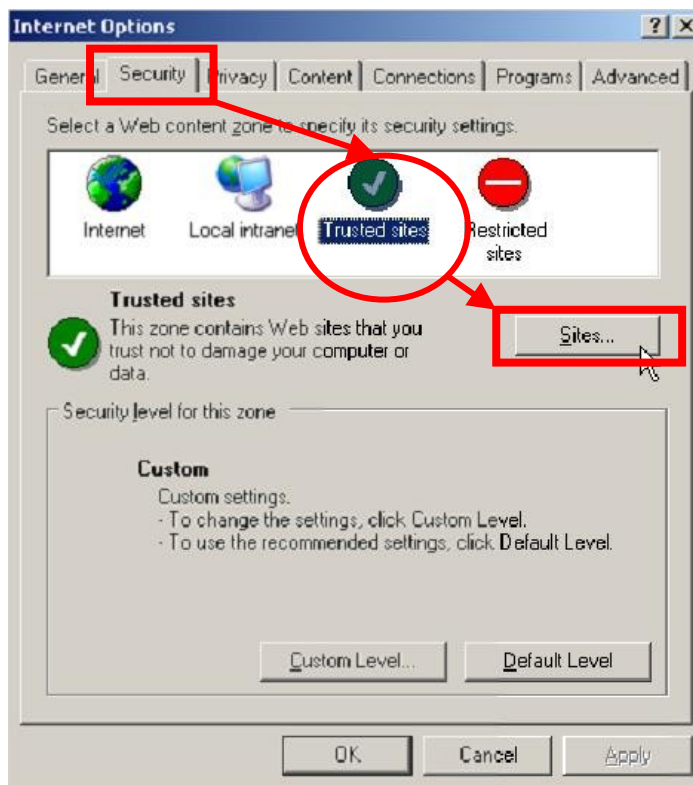 Internet Options
General Security Privacy Content Connections Programs Advanced
Select a Web content zone to specify its security settings.
Internet Local intranet Trusted sites Restricted
sites
Trusted sites
This zone contains Web sites that you
trust not to damage your computer or
data.
Sites...
Security level for this zone
Custom
Custom settings.
- To change the settings, click Custom Level.
- To use the recommended settings, click Default Level.
Custom Level... Default Level
OK Cancel Apply